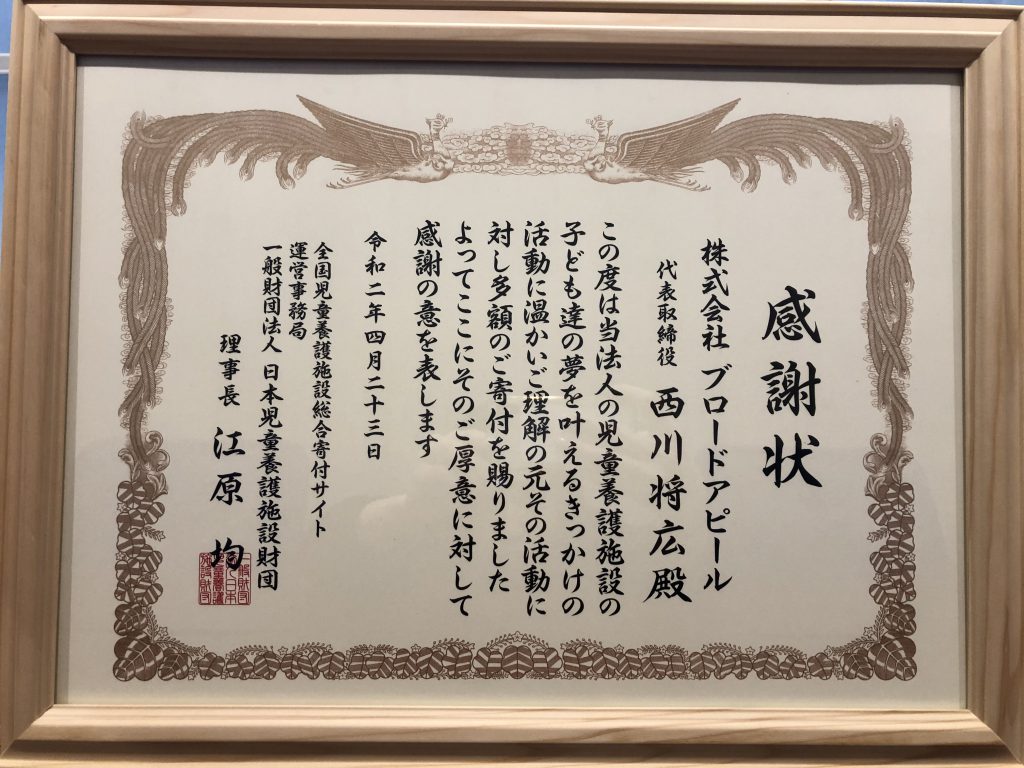 感謝状
株式会社 ブロードアピール
代表取締役 西川将広殿
この度は当法人の児童養護施設の
子ども達の夢を叶えるきっかけの
活動に温かいご理解の元その活動に
対し多額のご寄付を賜りました
よってここにそのご厚意に対して
感謝の意を表します
令和二年四月二十三日
全国児童養護施設総合寄付サイト
運営事務局
一般財団法人 日本児童養護施設財団
理事長 江原 均